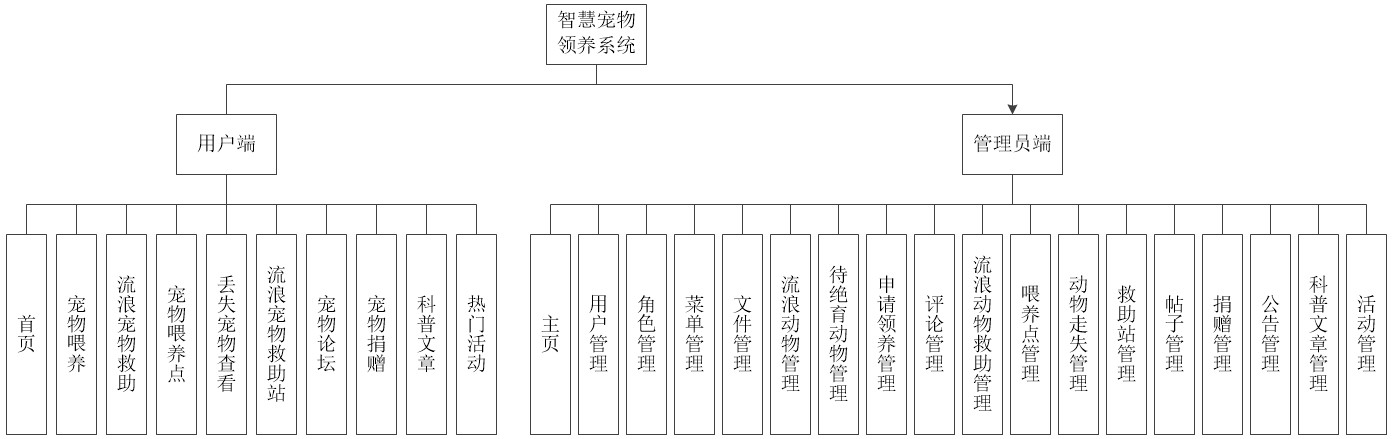 智慧宠物
领养系统
用户端
管理员端
首页
宠物喂养
流浪宠物救助
宠物喂养点
丢失宠物查看
流浪宠物救助站
宠物论坛
宠物捐赠
科普文章
热门活动
主页
用户管理
角色管理
菜单管理
文件管理
流浪动物管理
待绝育动物管理
申请领养管理
评论管理
流浪动物救助管理
喂养点管理
动物走失管理
救助站管理
帖子管理
捐赠管理
公告管理
科普文章管理
活动管理